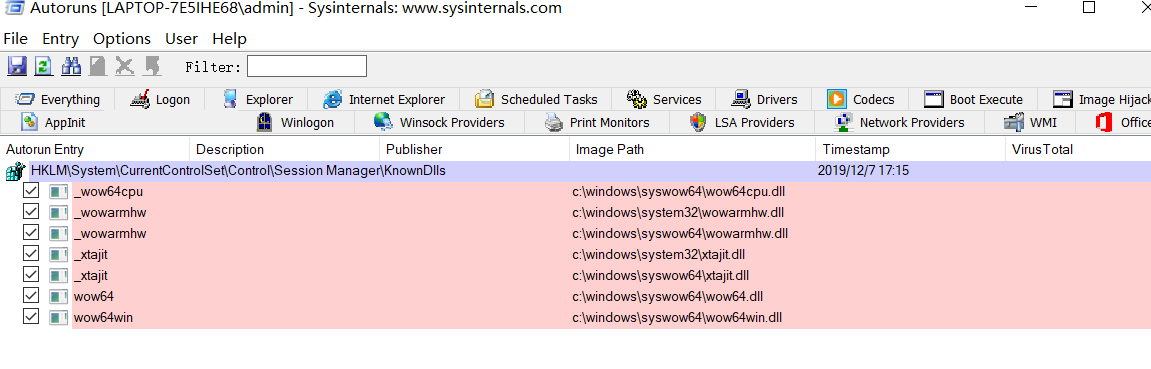 Autoruns [LAPTOP-7E5IHE68\admin] - Sysinternals: www.sysinternals.com
File Entry Options User Help
Filter:
Everything Logon Explorer Internet Explorer Scheduled Tasks Services Drivers Codecs Boot Execute Image Hijack
AppInit Winlogon Winsock Providers Print Monitors LSA Providers Network Providers WMI Office
Autorun Entry Description Publisher Image Path Timestamp VirusTotal
HKLM\System\CurrentControlSet\Control\Session Manager\KnownDlls 2019/12/7 17:15
_wow64cpu c:\windows\syswow64\wow64cpu.dll
_wowarmhw c:\windows\system32\wowarmhw.dll
_wowarmhw c:\windows\syswow64\wowarmhw.dll
_xtajit c:\windows\system32\xtajit.dll
_xtajit c:\windows\syswow64\xtajit.dll
wow64 c:\windows\syswow64\wow64.dll
wow64win c:\windows\syswow64\wow64win.dll